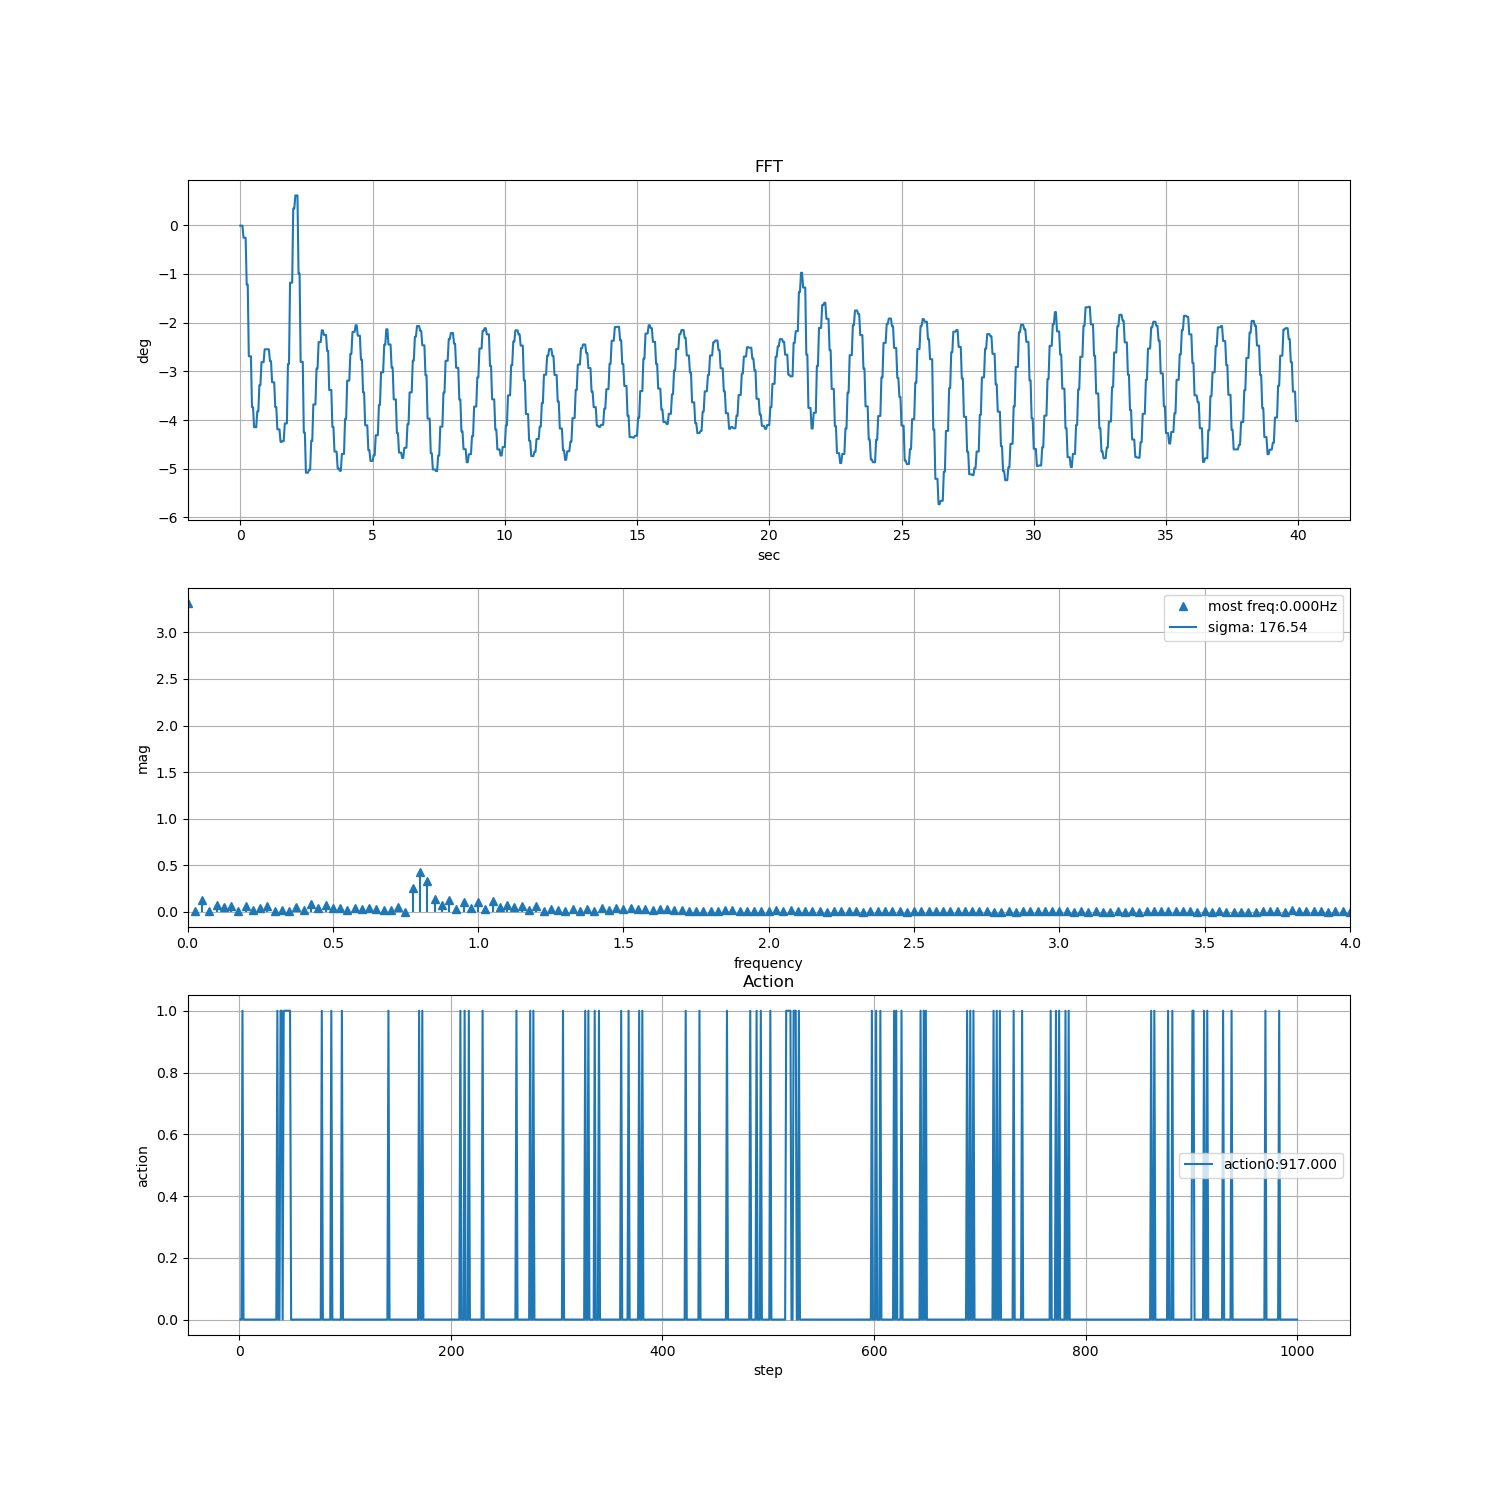 FFT
0
−1
−2
−3
−4
−5
−6
deg
0 5 10 15 20 25 30 35 40
sec
most freq:0.000Hz
sigma: 176.54
3.0
2.5
2.0
1.5
1.0
0.5
0.0
mag
0.0 0.5 1.0 1.5 2.0 2.5 3.0 3.5 4.0
frequency
Action
1.0
0.8
0.6
0.4
0.2
0.0
action
action0:917.000
0 200 400 600 800 1000
step